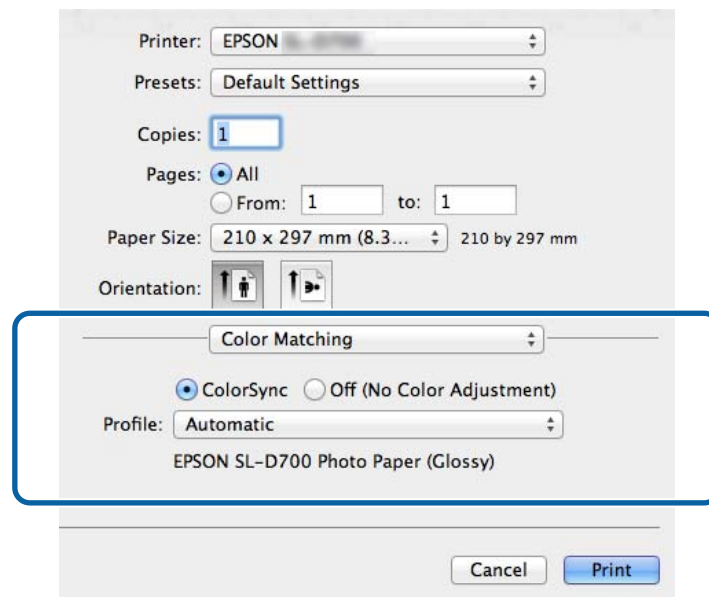 Printer: EPSON
Presets: Default Settings
Copies: 1
Pages: All
From: 1 to: 1
Paper Size: 210 x 297 mm (8.3... 210 by 297 mm
Orientation:
Color Matching
ColorSync Off (No Color Adjustment)
Profile: Automatic
EPSON SL-D700 Photo Paper (Glossy)
Cancel Print